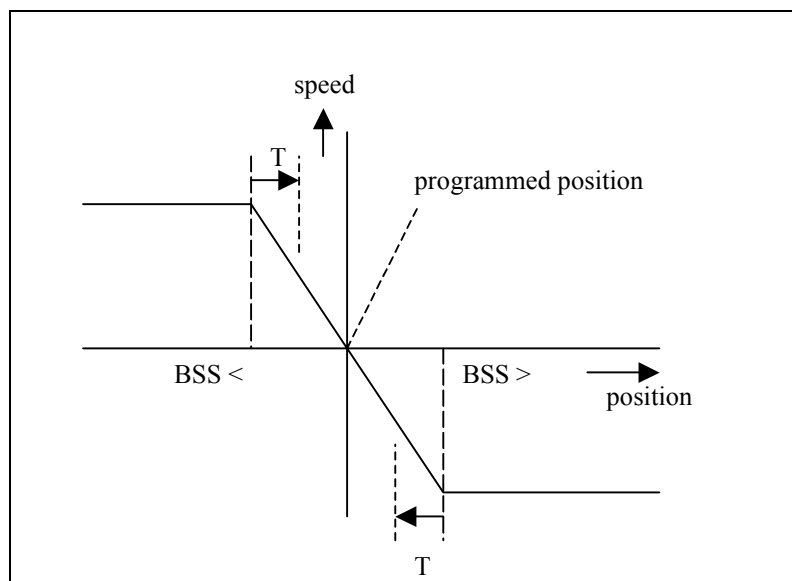 speed
T
programmed position
BSS <
BSS >
position
T